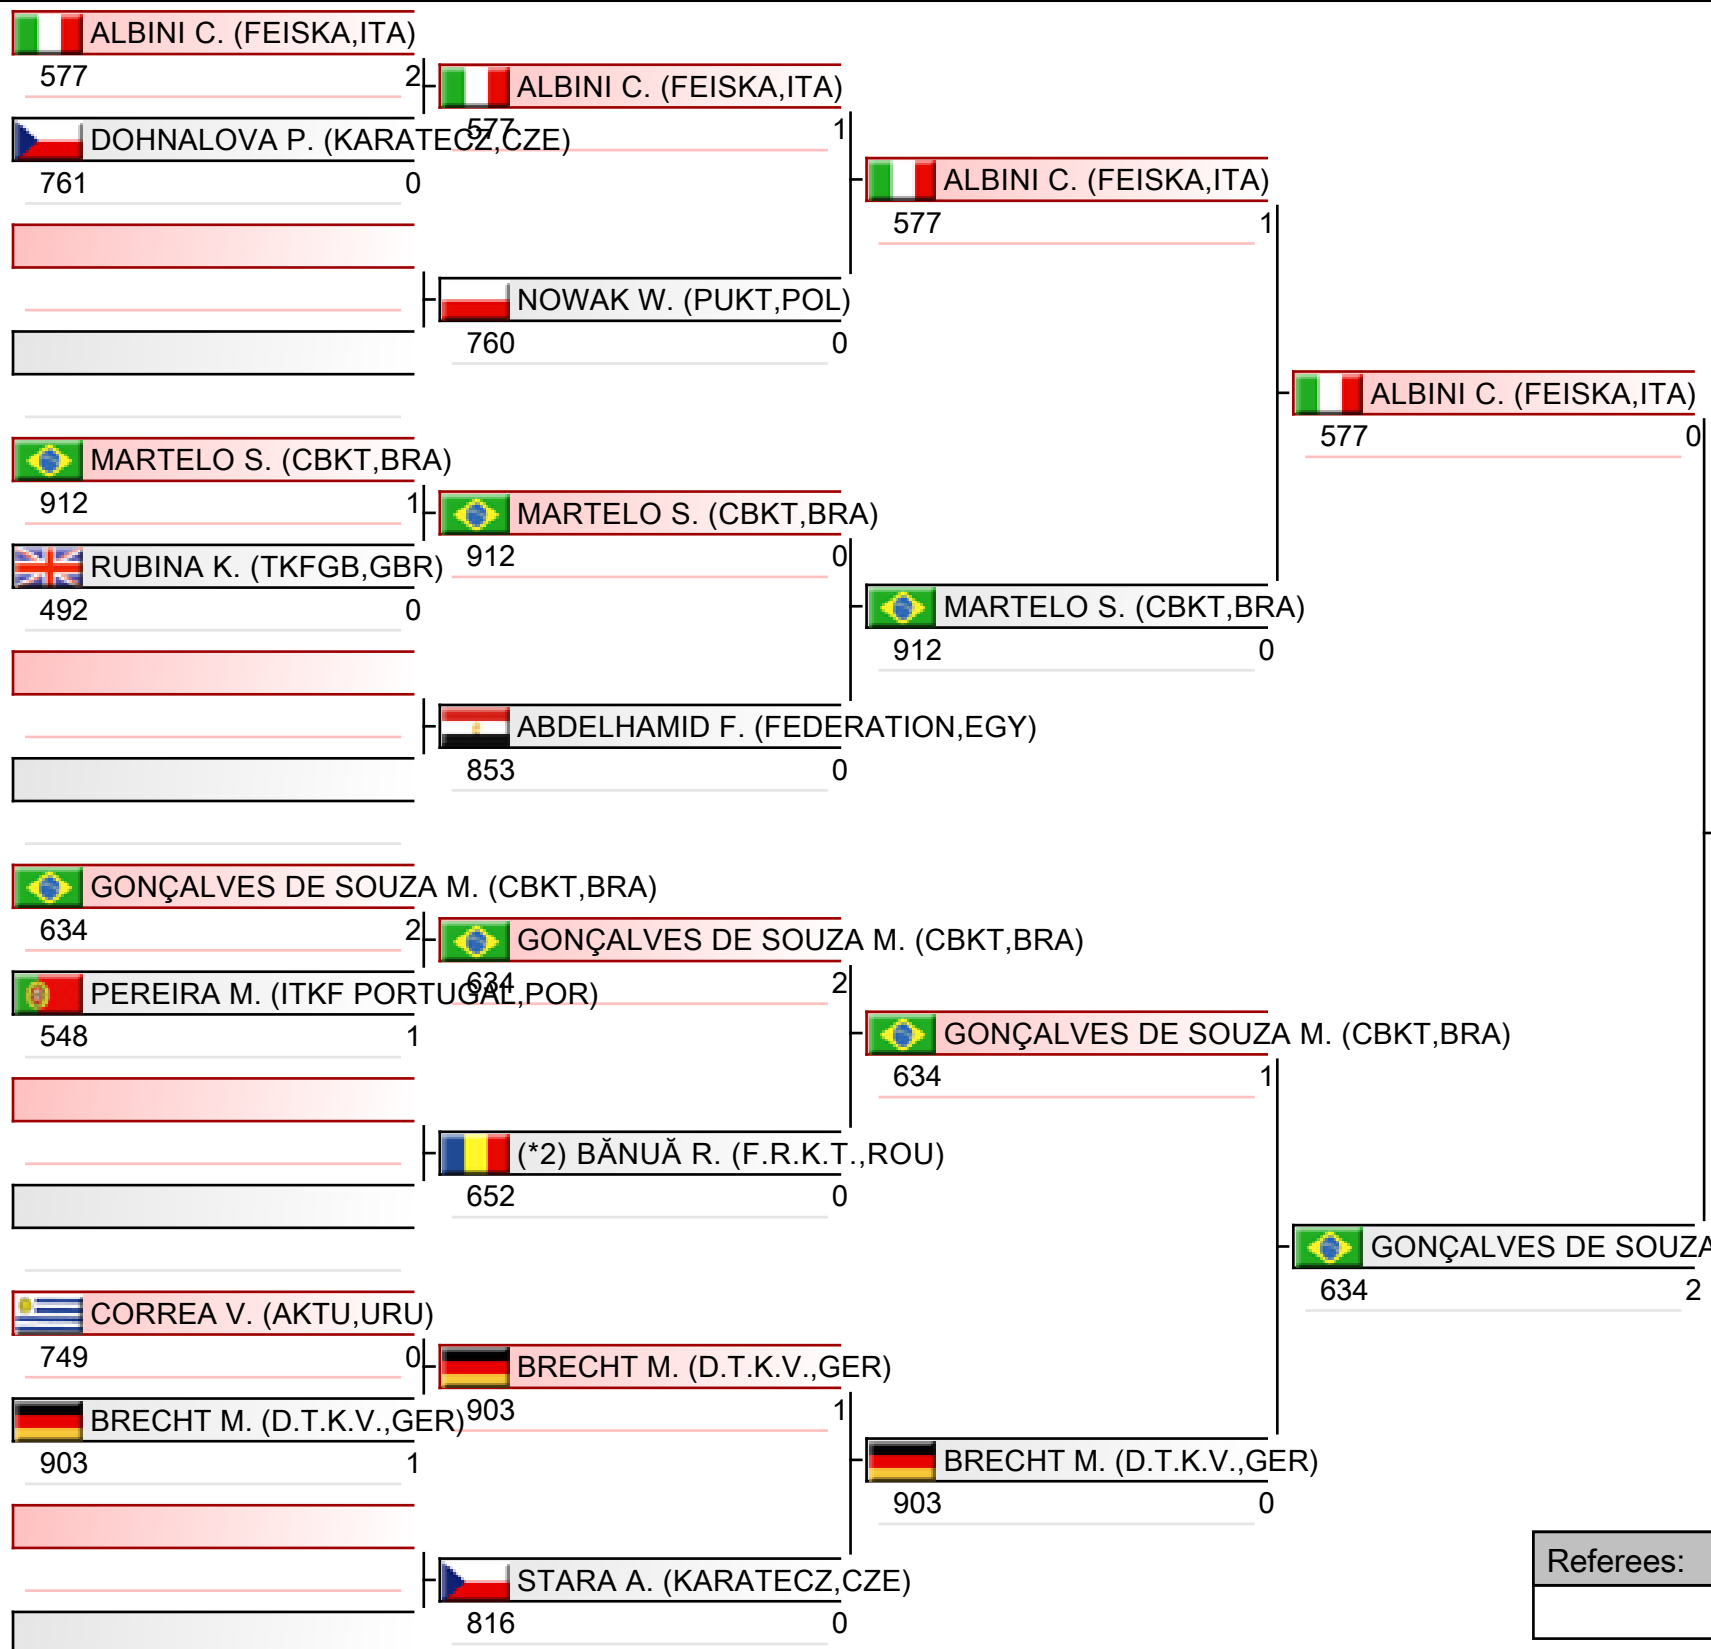 ALBINI C. (FEISKA,ITA)
577 2
DOHNALOVA P. (KARATECZ,CZE)
761 0
MARTELO S. (CBKT,BRA)
912 1
RUBINA K. (TKFGB,GBR)
492 0
GONÇALVES DE SOUZA M. (CBKT,BRA)
634 2
PEREIRA M. (ITKF PORTUGAL,POR)
548 1
CORREA V. (AKTU,URU)
749 0
BRECHT M. (D.T.K.V.,GER)
903 1
ALBINI C. (FEISKA,ITA)
577 1
NOWAK W. (PUKT,POL)
760 0
MARTELO S. (CBKT,BRA)
912 0
ABDELHAMID F. (FEDERATION,EGY)
853 0
GONÇALVES DE SOUZA M. (CBKT,BRA)
634 2
(*2) BĂNUĂ R. (F.R.K.T.,ROU)
652 0
BRECHT M. (D.T.K.V.,GER)
903 1
STARA A. (KARATECZ,CZE)
816 0
ALBINI C. (FEISKA,ITA)
577 1
MARTELO S. (CBKT,BRA)
912 0
GONÇALVES DE SOUZA M. (CBKT,BRA)
634 1
BRECHT M. (D.T.K.V.,GER)
903 0
ALBINI C. (FEISKA,ITA)
577 0
GONÇALVES DE SOUZA
634 2
Referees: